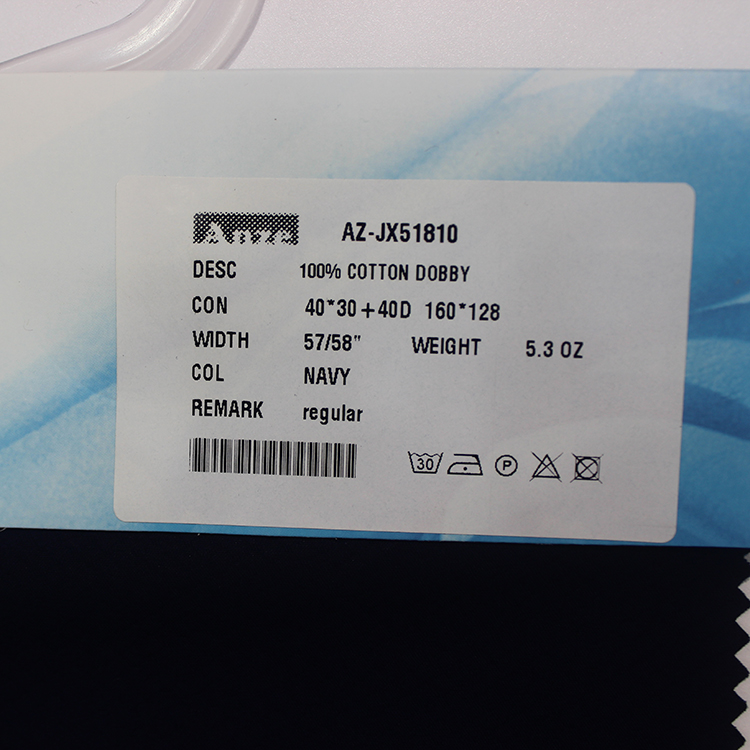 Anze AZ-JX51810
DESC 100% COTTON DOBBY
CON 40*30+40D 160*128
WIDTH 57/58" WEIGHT 5.3 OZ
COL NAVY
REMARK regular
30 P